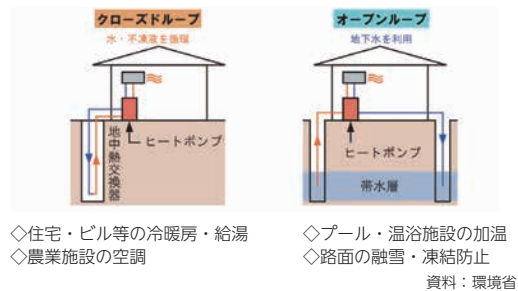 クローズドループ
水・不凍液を循環
地中熱交換器
ヒートポンプ
◇住宅・ビル等の冷暖房・給湯
◇農業施設の空調
オープンループ
地下水を利用
ヒートポンプ
帯水層
◇プール・温浴施設の加温
◇路面の融雪・凍結防止
資料：環境省